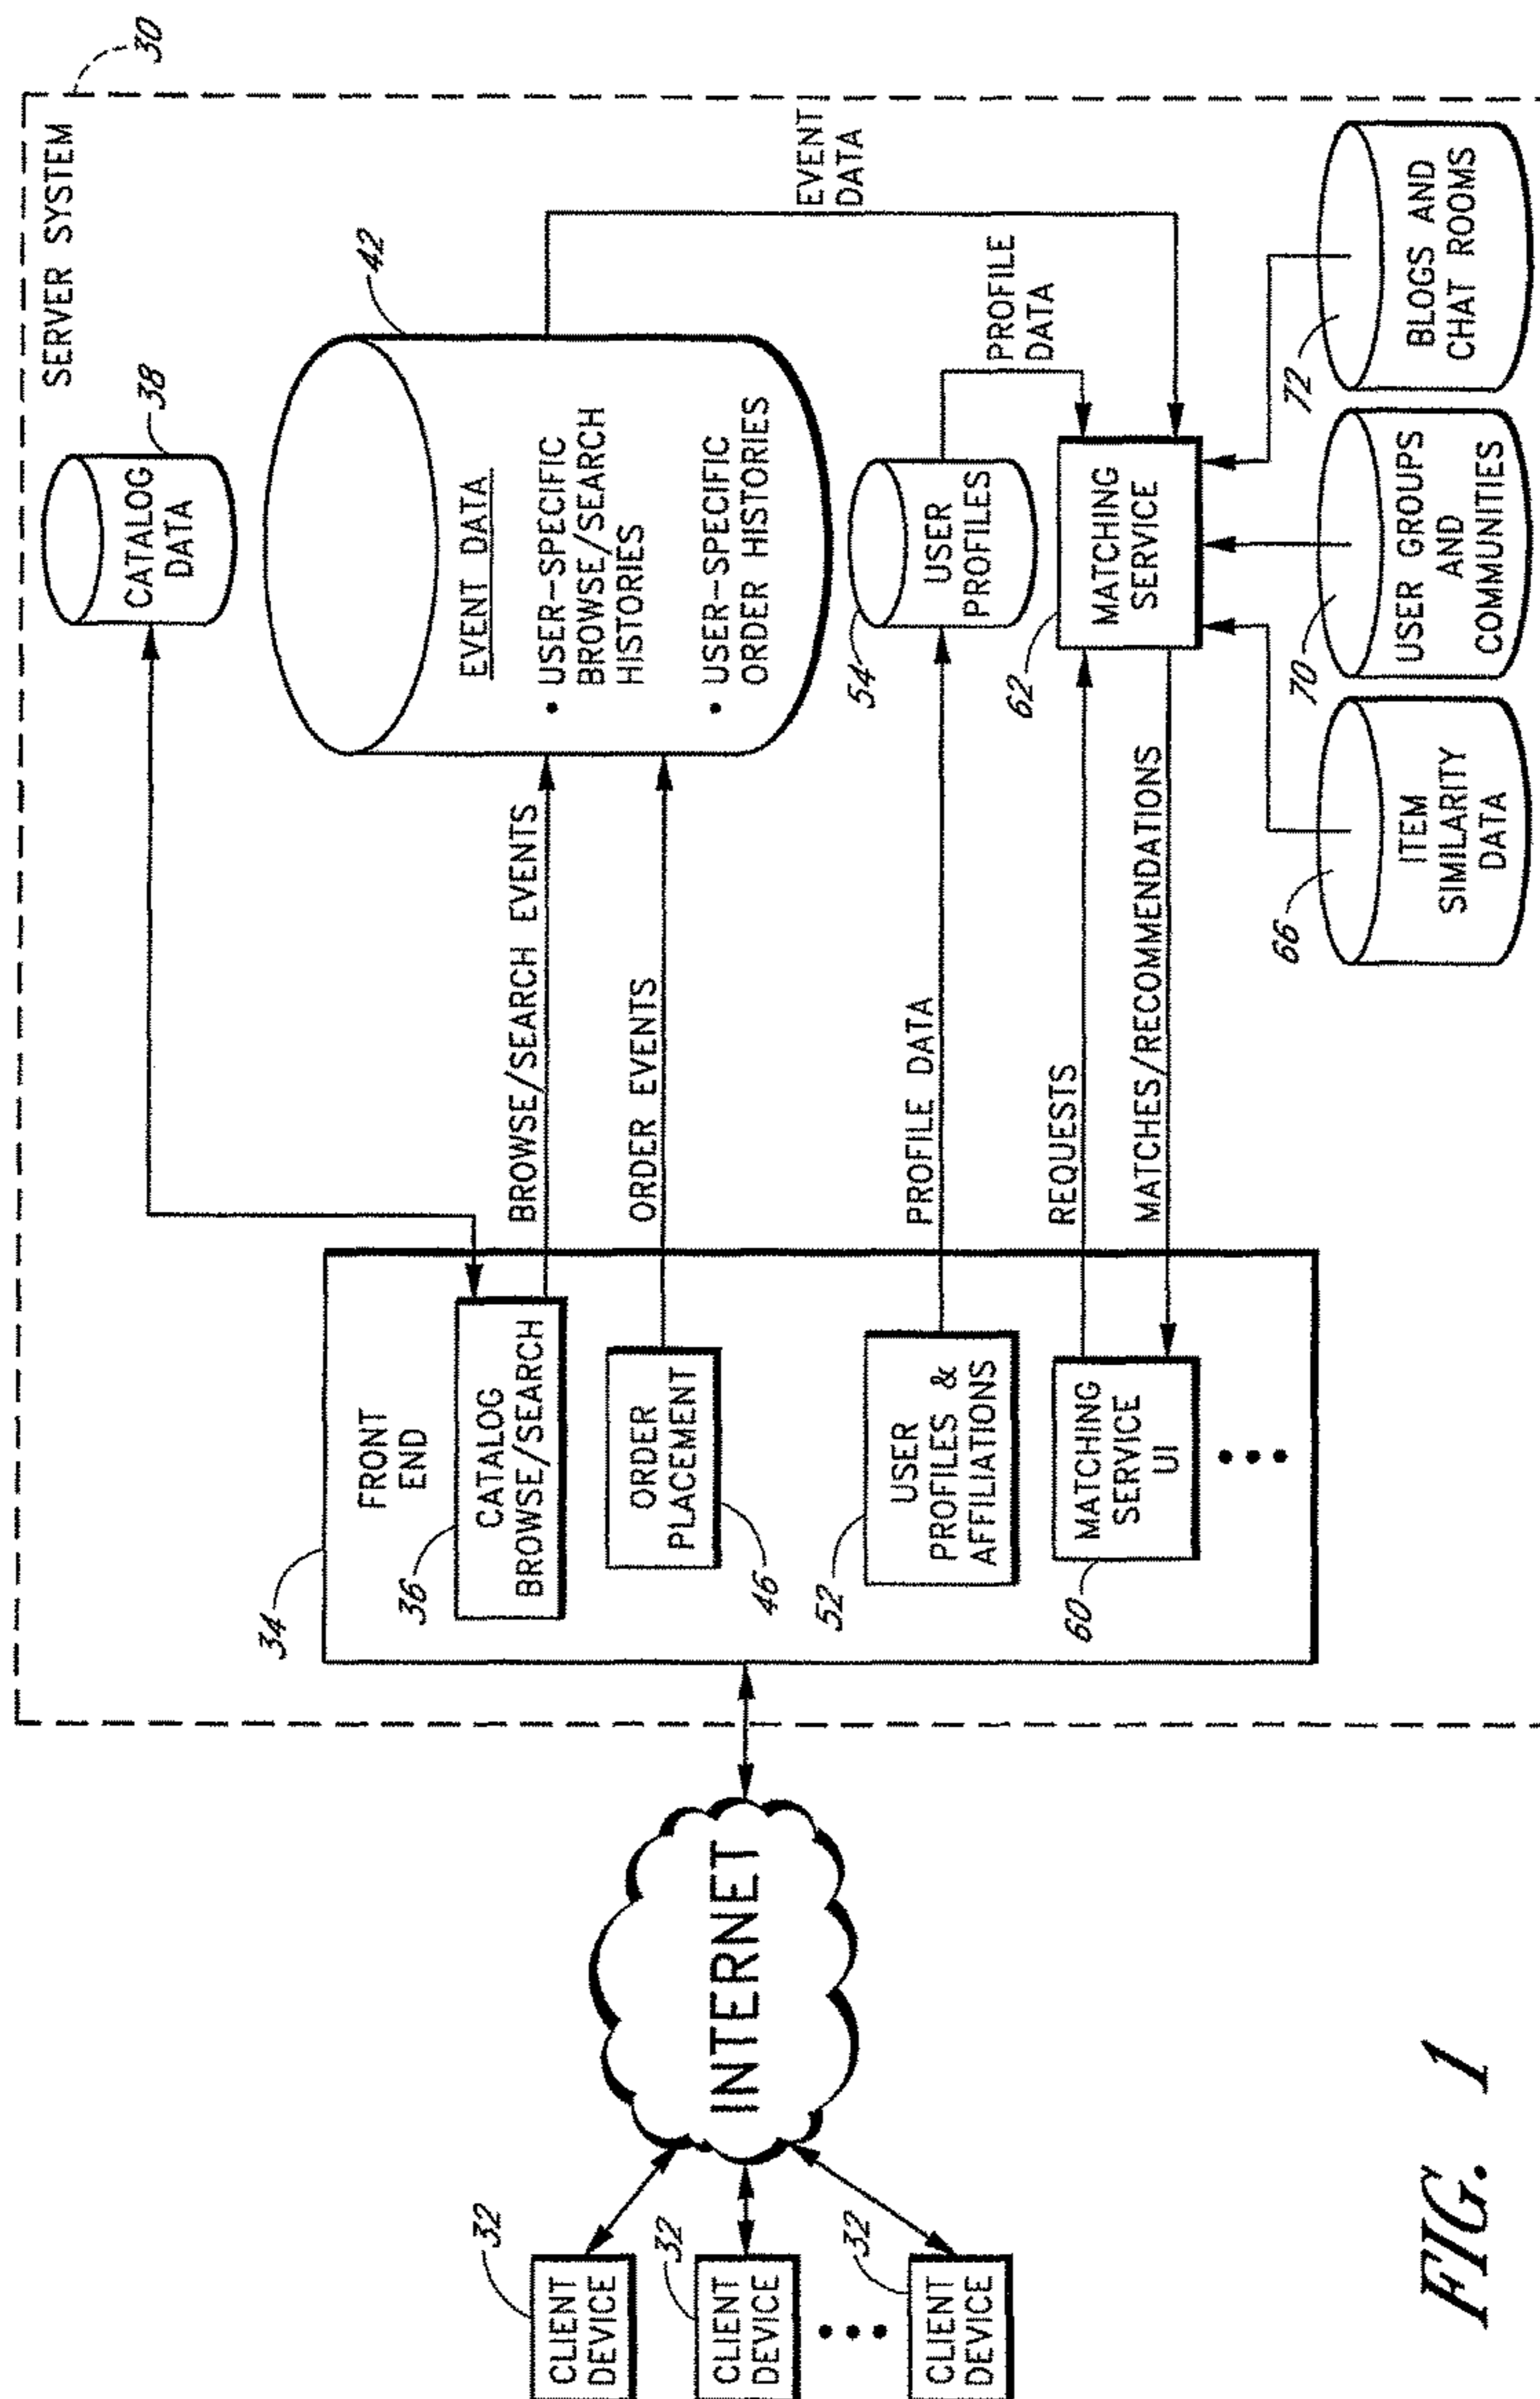 SERVER SYSTEM
30
CATALOG
DATA
38
42
EVENT DATA
• USER-SPECIFIC
BROWSE/SEARCH
HISTORIES
• USER-SPECIFIC
ORDER HISTORIES
EVENT
DATA
34
FRONT
END
36
CATALOG
BROWSE/SEARCH
BROWSE/SEARCH EVENTS
ORDER
PLACEMENT
46
ORDER EVENTS
52
USER
PROFILES &
AFFILIATIONS
PROFILE DATA
54
USER
PROFILES
PROFILE
DATA
60
MATCHING
SERVICE
UI
REQUESTS
MATCHES/RECOMMENDATIONS
62
MATCHING
SERVICE
66
ITEM
SIMILARITY
DATA
70
USER GROUPS
AND
COMMUNITIES
72
BLOGS AND
CHAT ROOMS
INTERNET
32
CLIENT
DEVICE
32
CLIENT
DEVICE
32
CLIENT
DEVICE
FIG. 1